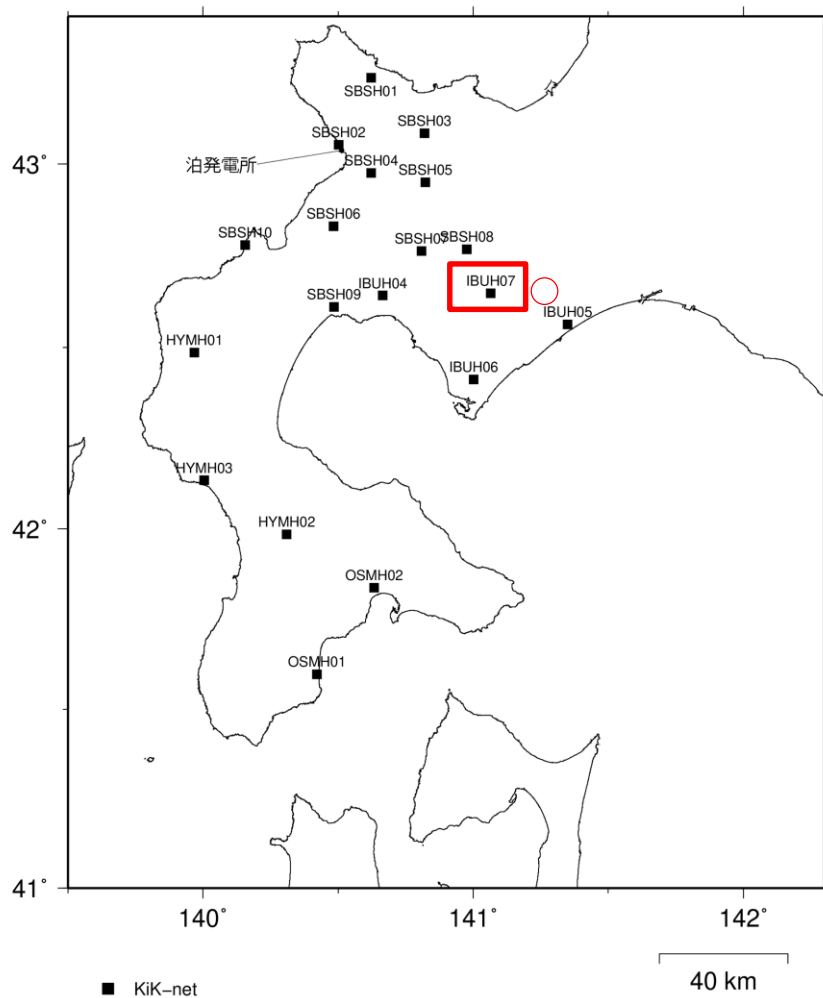 SBSH01
SBSH03
SBSH02
43°
泊発電所
SBSH04
SBSH05
SBSH06
SBSH10
SBSH07
SBSH08
IBUH07
IBUH04
SBSH09
IBUH05
HYMH01
IBUH06
HYMH03
42°
HYMH02
OSMH02
OSMH01
41°
140°
141°
142°
40 km
KiK-net